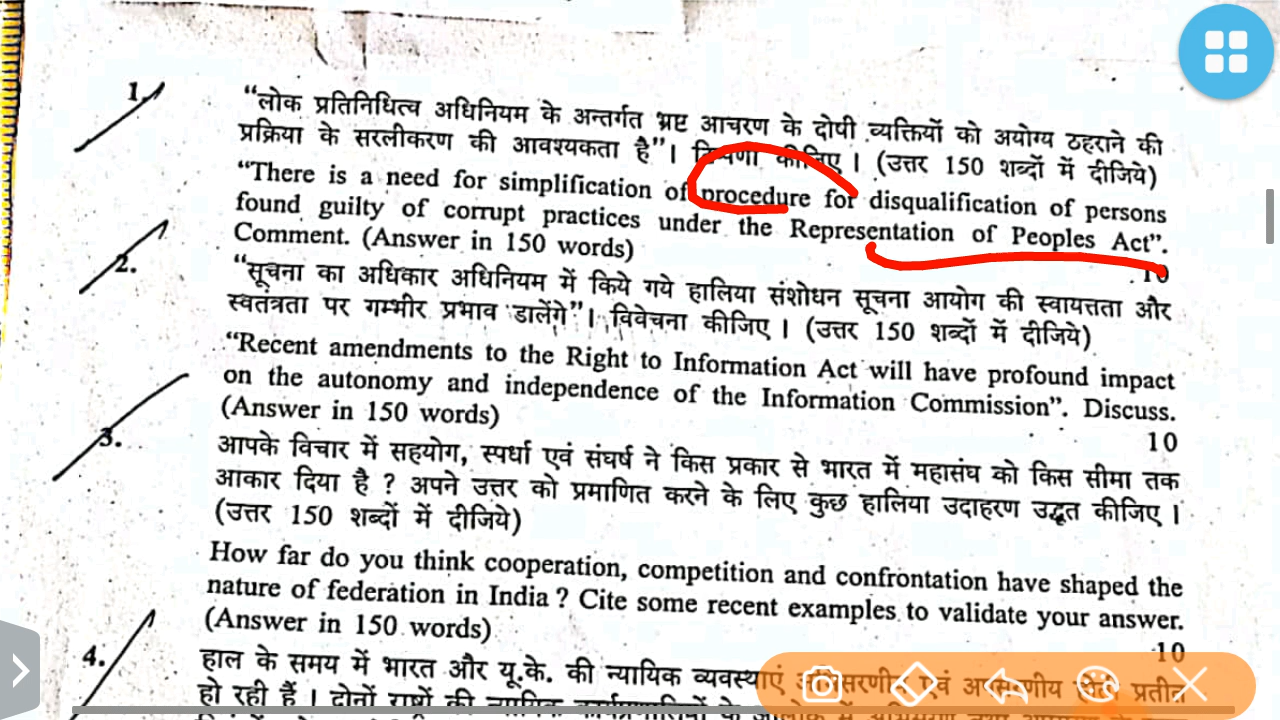 1.
“लोक प्रतिनिधित्व अधिनियम के अन्तर्गत भ्रष्ट आचरण के दोषी व्यक्तियों को अयोग्य ठहराने की
प्रक्रिया के सरलीकरण की आवश्यकता है”। टिप्पणी कीजिए। (उत्तर 150 शब्दों में दीजिये)
“There is a need for simplification of procedure for disqualification of persons
found guilty of corrupt practices under the Representation of Peoples Act”.
Comment. (Answer in 150 words)
10
2.
“सूचना का अधिकार अधिनियम में किये गये हालिया संशोधन सूचना आयोग की स्वायत्तता और
स्वतंत्रता पर गम्भीर प्रभाव डालेंगे”। विवेचना कीजिए। (उत्तर 150 शब्दों में दीजिये)
“Recent amendments to the Right to Information Act will have profound impact
on the autonomy and independence of the Information Commission”. Discuss.
(Answer in 150 words)
10
3.
आपके विचार में सहयोग, स्पर्धा एवं संघर्ष ने किस प्रकार से भारत में महासंघ को किस सीमा तक
आकार दिया है ? अपने उत्तर को प्रमाणित करने के लिए कुछ हालिया उदाहरण उद्धृत कीजिए।
(उत्तर 150 शब्दों में दीजिये)
How far do you think cooperation, competition and confrontation have shaped the
nature of federation in India ? Cite some recent examples to validate your answer.
(Answer in 150 words)
10
4.
हाल के समय में भारत और यू.के. की न्यायिक व्यवस्थाएं एवं प्रतीत
हो रही हैं। दोनों राष्ट्रों की न्यायिक